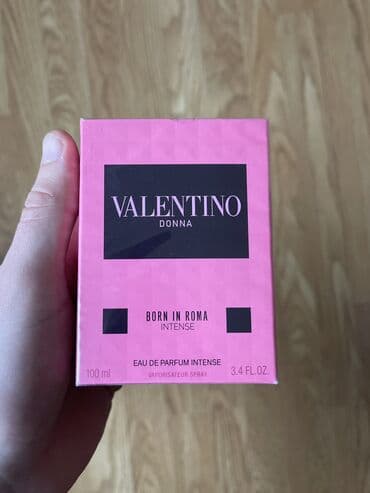 VALENTINO
DONNA
BORN IN ROMA
INTENSE
EAU DE PARFUM INTENSE
100 ml VAPORISATEUR SPRAY 3.4 FL.OZ.